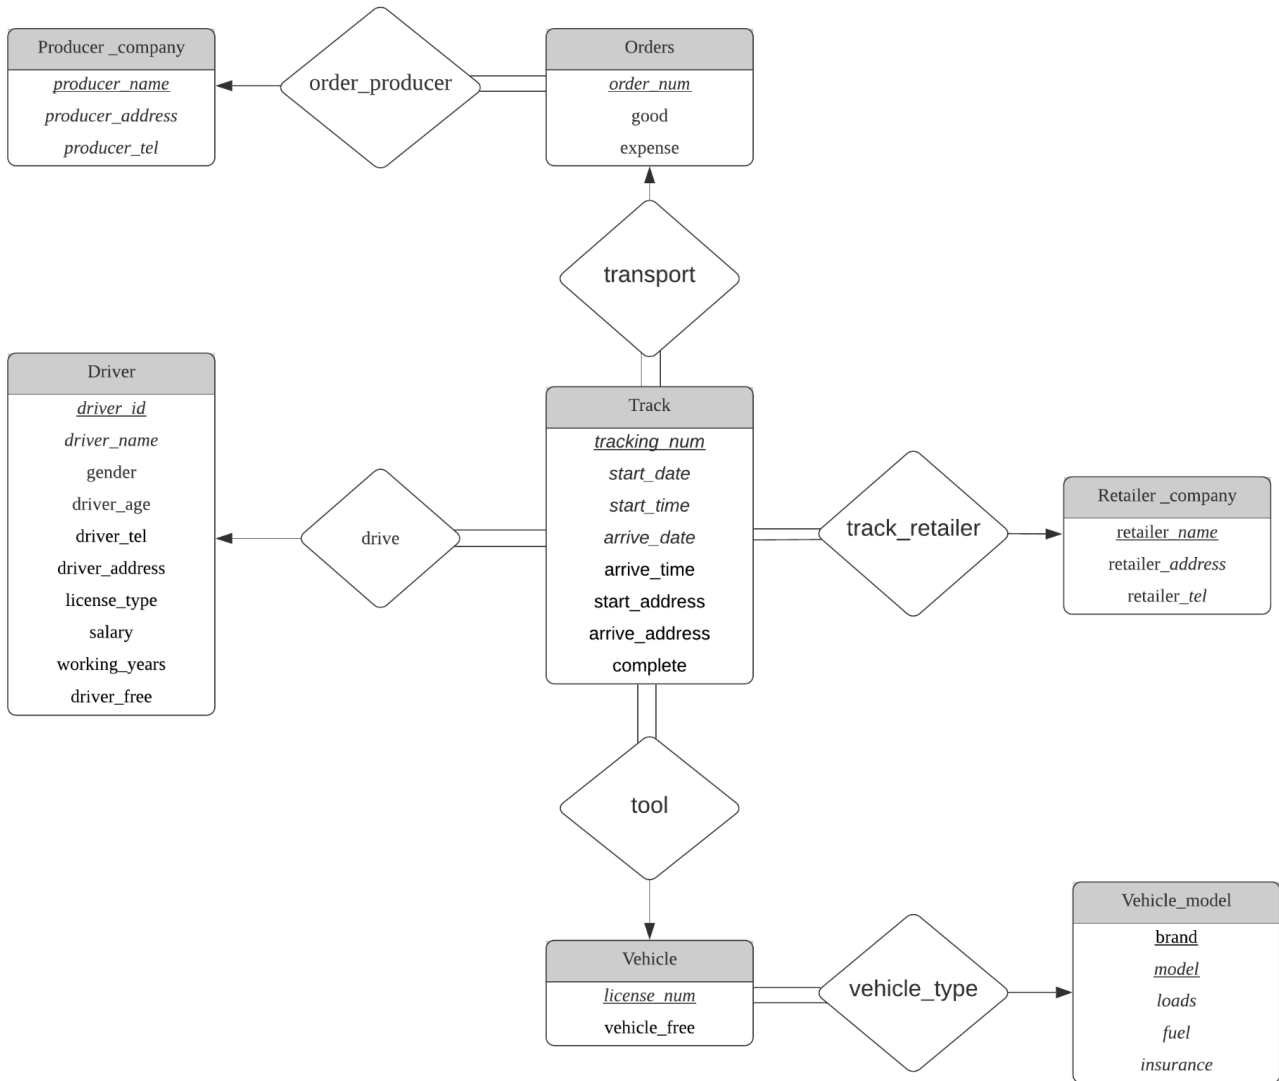 Producer _company
producer_name
producer_address
producer_tel
order_producer
Orders
order_num
good
expense
transport
Driver
driver_id
driver_name
gender
driver_age
driver_tel
driver_address
license_type
salary
working_years
driver_free
drive
Track
tracking_num
start_date
start_time
arrive_date
arrive_time
start_address
arrive_address
complete
track_retailer
Retailer _company
retailer_name
retailer_address
retailer_tel
tool
Vehicle
license_num
vehicle_free
vehicle_type
Vehicle_model
brand
model
loads
fuel
insurance